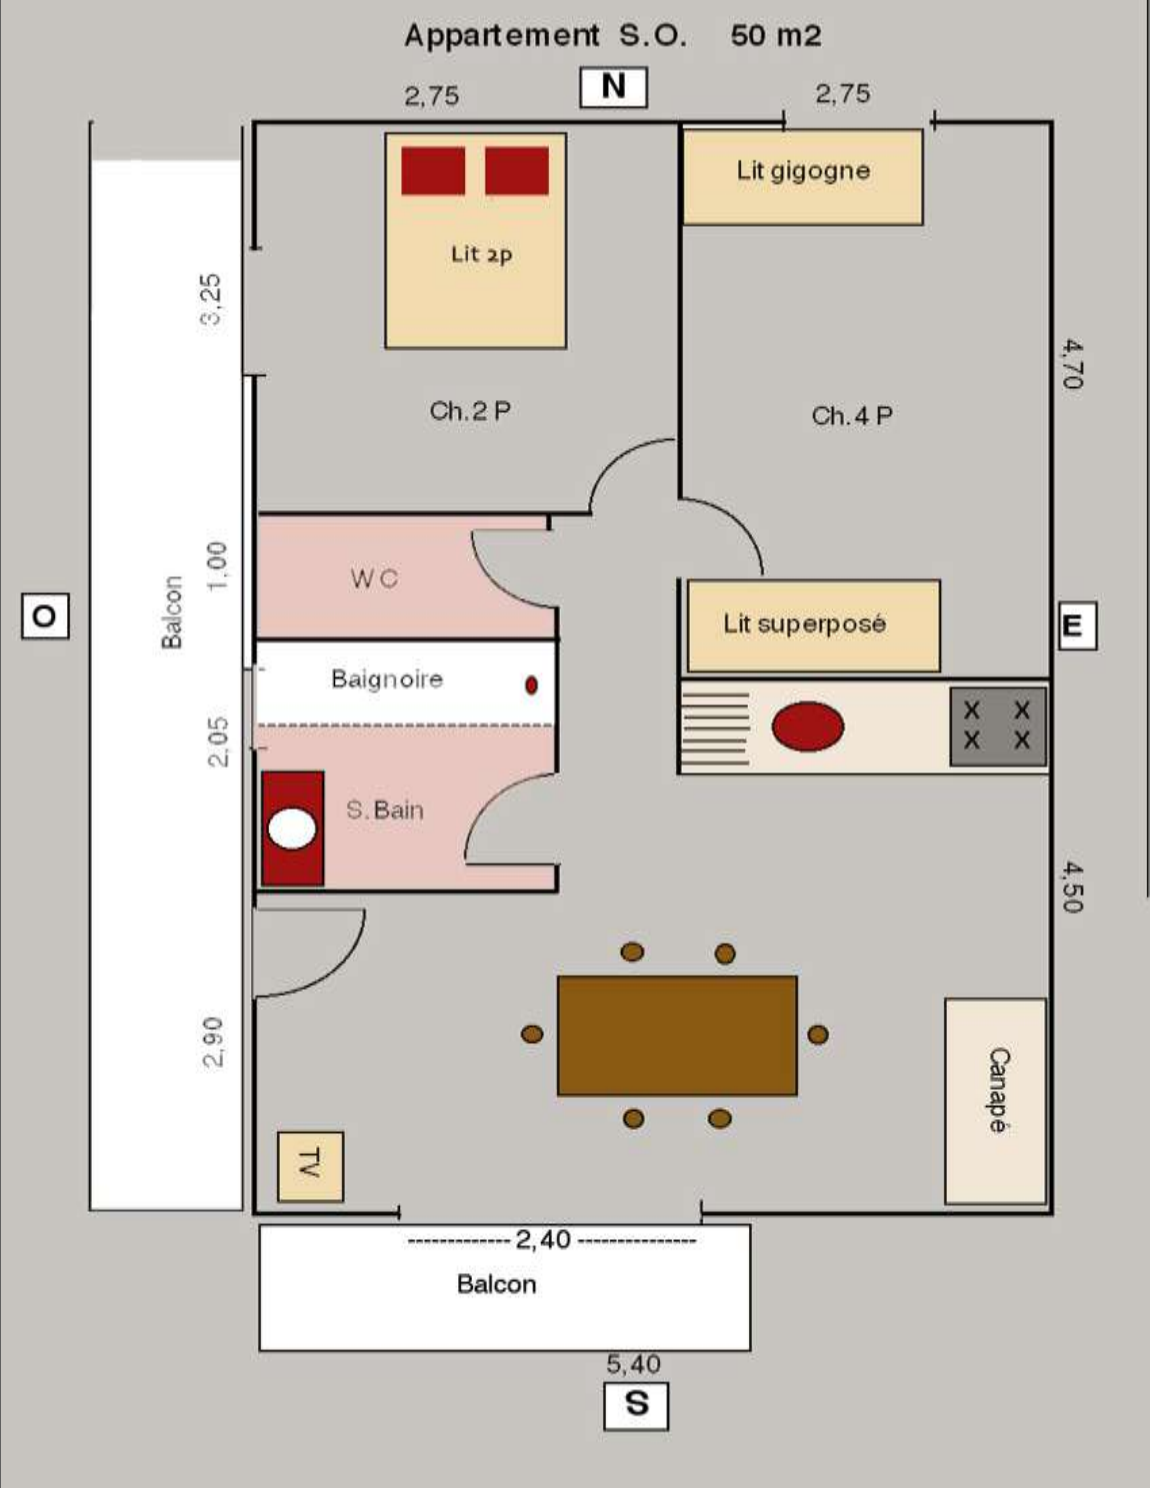 Appartement S.O. 50 m2
N
2,75
2,75
Lit gigogne
Lit 2p
3,25
4,70
Ch.2 P
Ch.4 P
1,00
WC
Balcon
O
Lit superposé
E
Baignoire
2,05
X X
X X
S.Bain
4,50
2,90
Canapé
TV
------------- 2,40 ---------------
Balcon
5,40
S